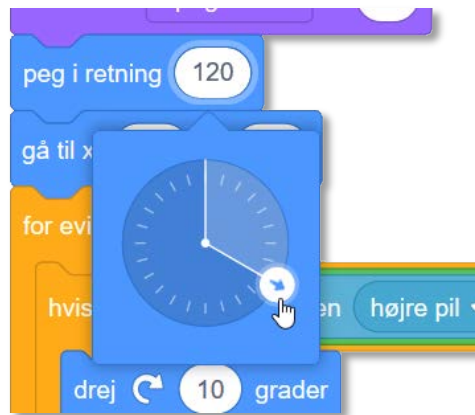 peg i retning 120
gå til x
for evi
hvis en højre pil
drej 10 grader